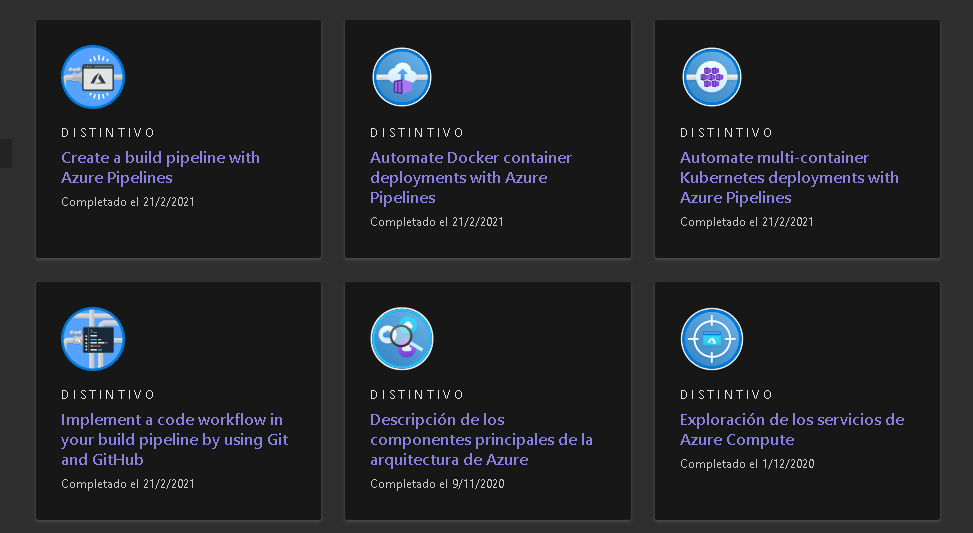 DISTINTIVO
Create a build pipeline with
Azure Pipelines
Completado el 21/2/2021
DISTINTIVO
Automate Docker container
deployments with Azure
Pipelines
Completado el 21/2/2021
DISTINTIVO
Automate multi-container
Kubernetes deployments with
Azure Pipelines
Completado el 21/2/2021
DISTINTIVO
Implement a code workflow in
your build pipeline by using Git
and GitHub
Completado el 21/2/2021
DISTINTIVO
Descripción de los
componentes principales de la
arquitectura de Azure
Completado el 9/11/2020
DISTINTIVO
Exploración de los servicios de
Azure Compute
Completado el 1/12/2020